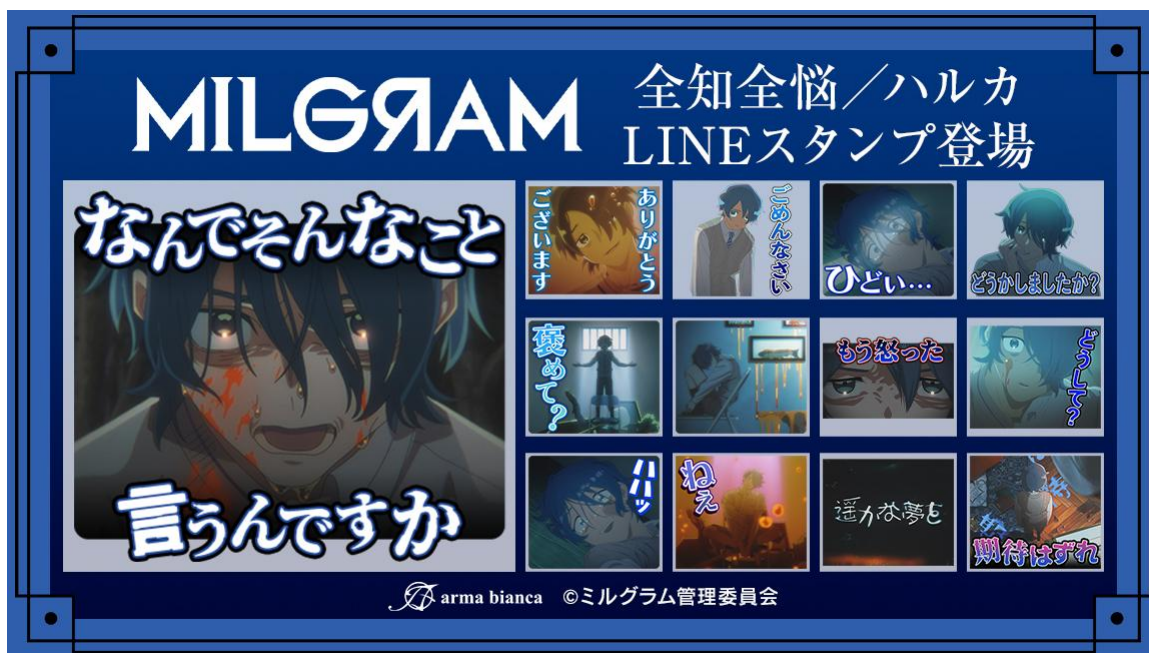 MILGRAM
全知全悩／ハルカ
LINEスタンプ登場
なんでそんなこと
言うんですか
ありがとう
ございます
ごめんなさい
ひどい…
どうかしましたか?
褒めて?
もう怒った
どうして?
ハハッ
ねぇ
遥カな夢を
期待はずれ
arma bianca ©ミルグラム管理委員会